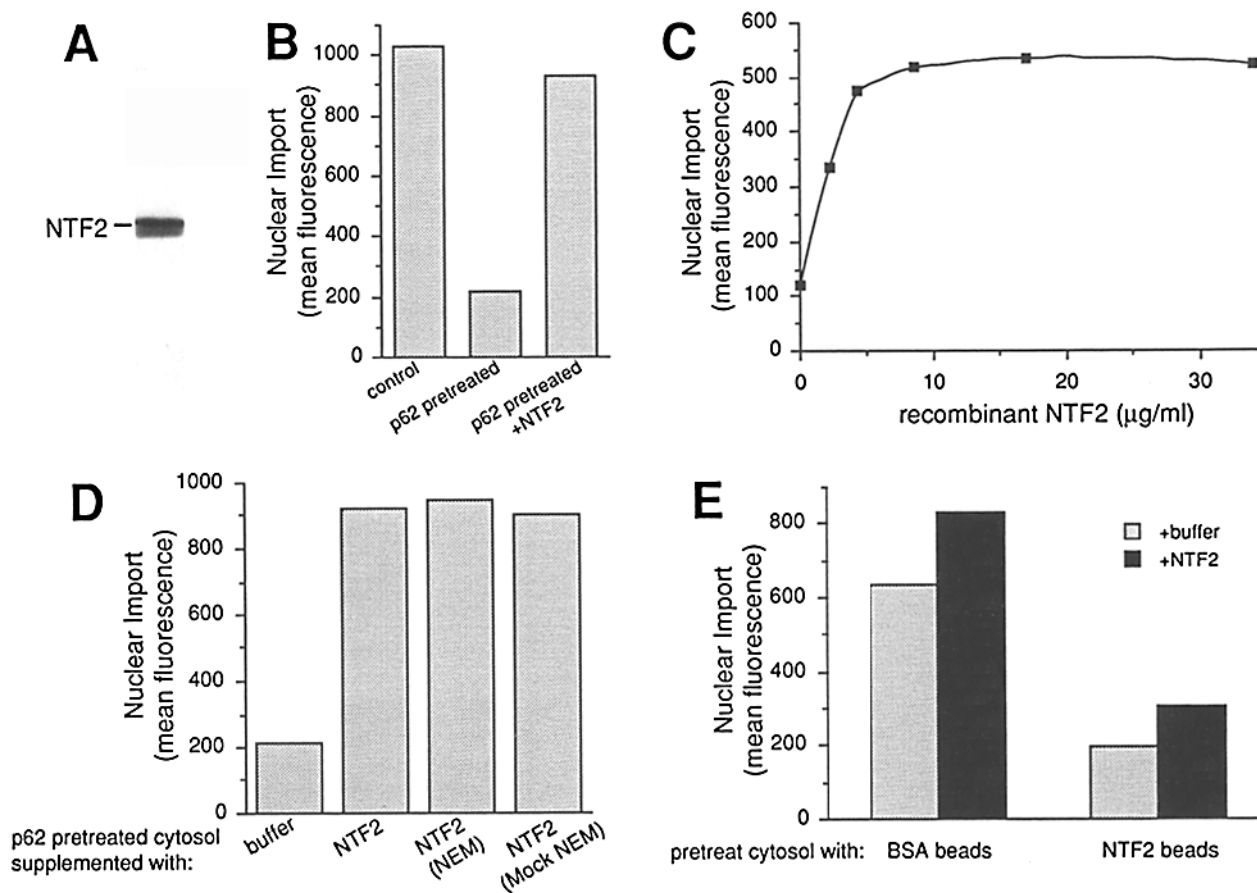 A
NTF2
B
Nuclear Import
(mean fluorescence)
1000
800
600
400
200
0
control
p62 pretreated
p62 pretreated
+NTF2
C
Nuclear Import
(mean fluorescence)
600
500
400
300
200
100
0
0
10
20
30
recombinant NTF2 (µg/ml)
D
Nuclear Import
(mean fluorescence)
1000
800
600
400
200
0
p62 pretreated cytosol
supplemented with:
buffer
NTF2
NTF2
(NEM)
NTF2
(Mock NEM)
E
Nuclear Import
(mean fluorescence)
800
600
400
200
0
+buffer
+NTF2
pretreat cytosol with:
BSA beads
NTF2 beads